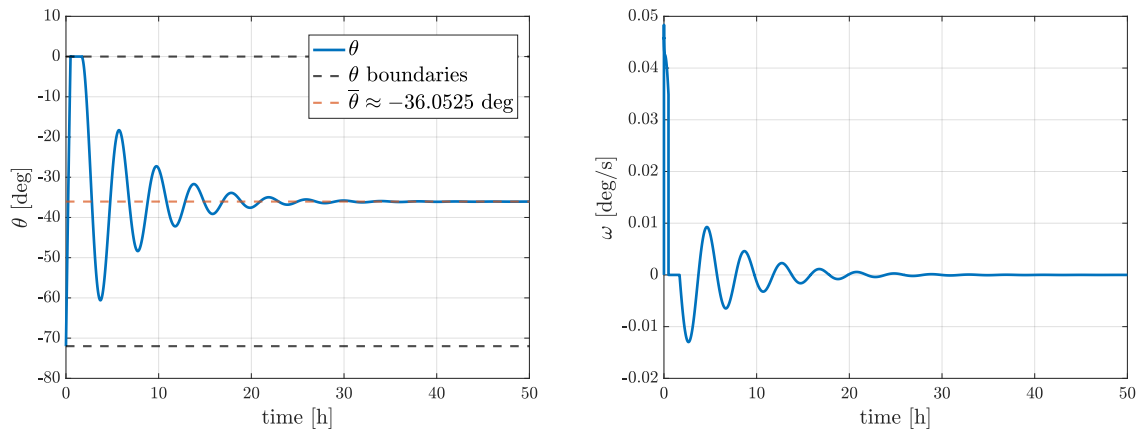 10
0
-10
-20
-30
-40
-50
-60
-70
-80
θ [deg]
0 10 20 30 40 50
time [h]
θ
θ boundaries
θ̅ ≈ −36.0525 deg
0.05
0.04
0.03
0.02
0.01
0
-0.01
-0.02
ω [deg/s]
0 10 20 30 40 50
time [h]